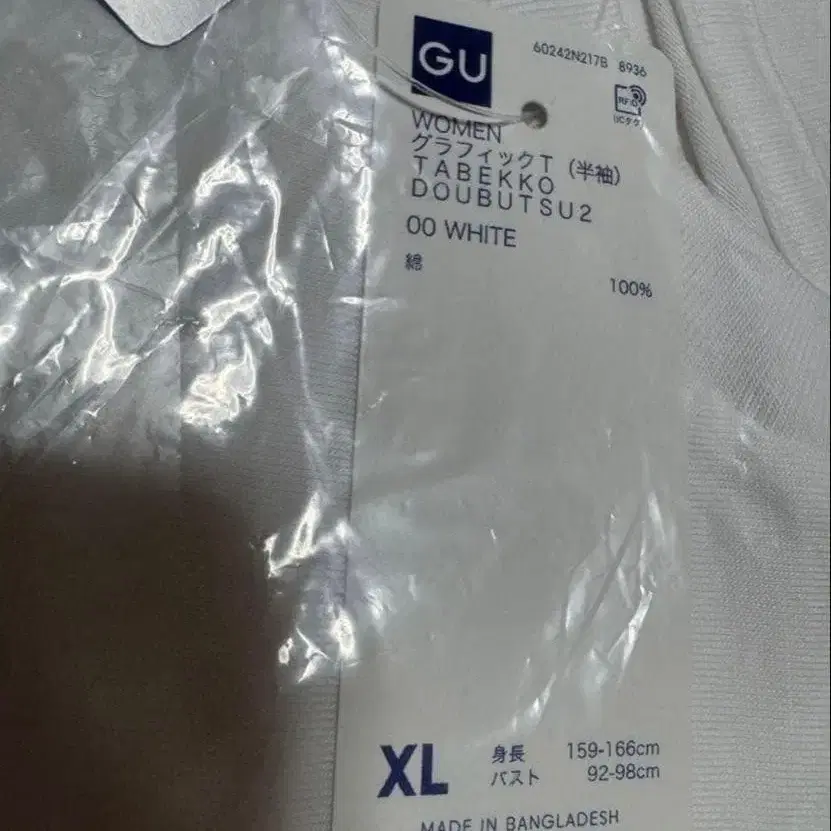 GU
60242N217B 8936
RFID
(ICタグ)
WOMEN
グラフィックT(半袖)
TABEKKO
DOUBUTSU2
00 WHITE
綿 100%
XL
身長 159-166cm
バスト 92-98cm
MADE IN BANGLADESH